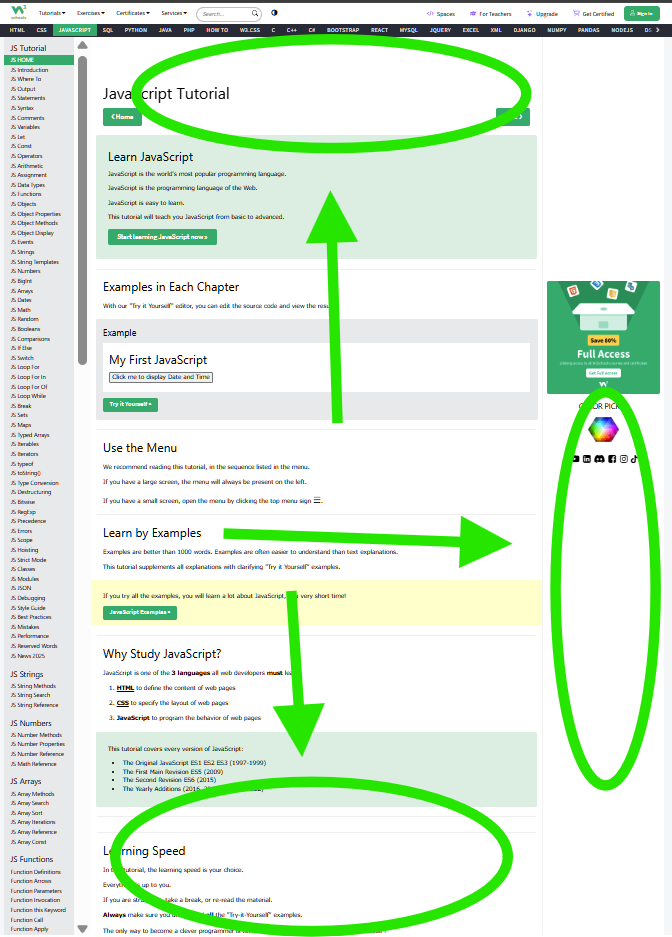 w³schools
Tutorials Exercises Certificates Services Search... Spaces For Teachers Upgrade Get Certified Sign In
HTML CSS JAVASCRIPT SQL PYTHON JAVA PHP HOW TO W3.CSS C C++ C# BOOTSTRAP REACT MYSQL JQUERY EXCEL XML DJANGO NUMPY PANDAS NODEJS
JS Tutorial
JS HOME
JS Introduction
JS Where To
JS Output
JS Statements
JS Syntax
JS Comments
JS Variables
JS Let
JS Const
JS Operators
JS Arithmetic
JS Assignment
JS Data Types
JS Functions
JS Objects
JS Object Properties
JS Object Methods
JS Object Display
JS Events
JS Strings
JS String Templates
JS Numbers
JS BigInt
JS Arrays
JS Dates
JS Math
JS Random
JS Booleans
JS Comparisons
JS If Else
JS Switch
JS Loop For
JS Loop For In
JS Loop For Of
JS Loop While
JS Break
JS Sets
JS Maps
JS Typed Arrays
JS Iterables
JS Iterators
JS typeof
JS toString()
JS Type Conversion
JS Destructuring
JS Bitwise
JS RegExp
JS Precedence
JS Errors
JS Scope
JS Hoisting
JS Strict Mode
JS Classes
JS Modules
JS JSON
JS Debugging
JS Style Guide
JS Best Practices
JS Mistakes
JS Performance
JS Reserved Words
JS News 2025
JS Strings
JS String Methods
JS String Search
JS String Reference
JS Numbers
JS Number Methods
JS Number Properties
JS Number Reference
JS Math Reference
JS Arrays
JS Array Methods
JS Array Search
JS Array Sort
JS Array Iterations
JS Array Reference
JS Array Const
JS Functions
Function Definitions
Function Arrows
Function Parameters
Function Invocation
Function this Keyword
Function Call
Function Apply
JavaScript Tutorial
❮ Home
Learn JavaScript
JavaScript is the world's most popular programming language.
JavaScript is the programming language of the Web.
JavaScript is easy to learn.
This tutorial will teach you JavaScript from basic to advanced.
Start learning JavaScript now »
Examples in Each Chapter
With our "Try it Yourself" editor, you can edit the source code and view the
Example
My First JavaScript
Click me to display Date and Time
Try it Yourself »
Use the Menu
We recommend reading this tutorial, in the sequence listed in the menu.
If you have a large screen, the menu will always be present on the left.
If you have a small screen, open the menu by clicking the top menu sign ☰.
Learn by Examples
Examples are better than 1000 words. Examples are often easier to understand than text explanations.
This tutorial supplements all explanations with clarifying "Try it Yourself" examples.
If you try all the examples, you will learn a lot about JavaScript, very short time!
JavaScript Examples »
Why Study JavaScript?
JavaScript is one of the 3 languages all web developers must
1. HTML to define the content of web pages
2. CSS to specify the layout of web pages
3. JavaScript to program the behavior of web pages
This tutorial covers every version of JavaScript:
• The Original JavaScript ES1 ES2 ES3 (1997-1999)
• The First Main Revision ES5 (2009)
• The Second Revision ES6 (2015)
• The Yearly Additions (2016,
Learning Speed
In tutorial, the learning speed is your choice.
up to you.
If you are take a break, or re-read the material.
Always make sure you the "Try-it-Yourself" examples.
The only way to become a clever programmer is
Save 80%
Full Access
Get Full Access